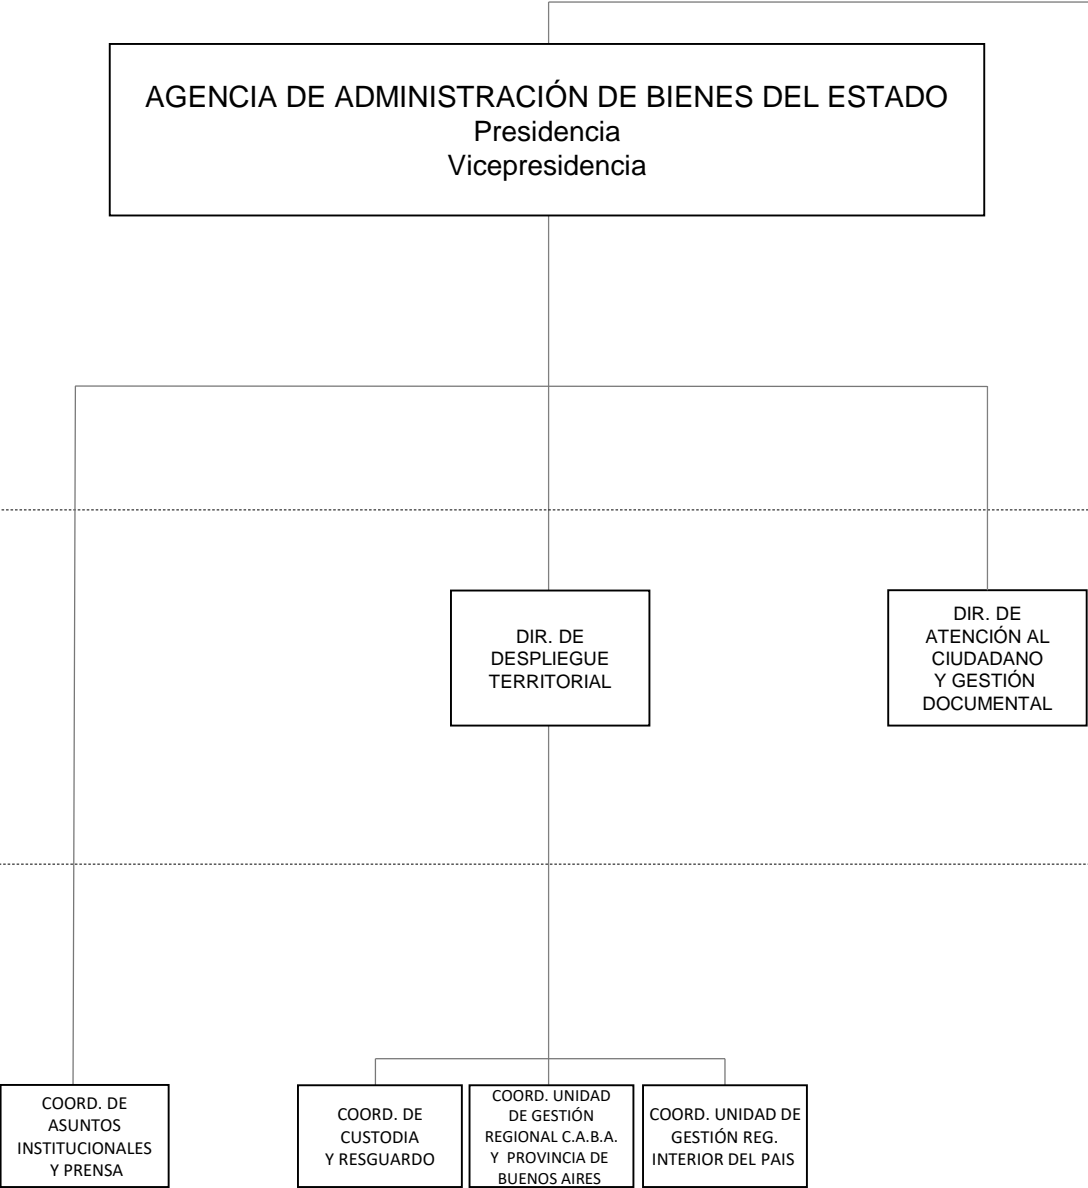 AGENCIA DE ADMINISTRACIÓN DE BIENES DEL ESTADO
Presidencia
Vicepresidencia
DIR. DE
DESPLIEGUE
TERRITORIAL
DIR. DE
ATENCIÓN AL
CIUDADANO
Y GESTIÓN
DOCUMENTAL
COORD. DE
ASUNTOS
INSTITUCIONALES
Y PRENSA
COORD. DE
CUSTODIA
Y RESGUARDO
COORD. UNIDAD
DE GESTIÓN
REGIONAL C.A.B.A.
Y PROVINCIA DE
BUENOS AIRES
COORD. UNIDAD DE
GESTIÓN REG.
INTERIOR DEL PAIS